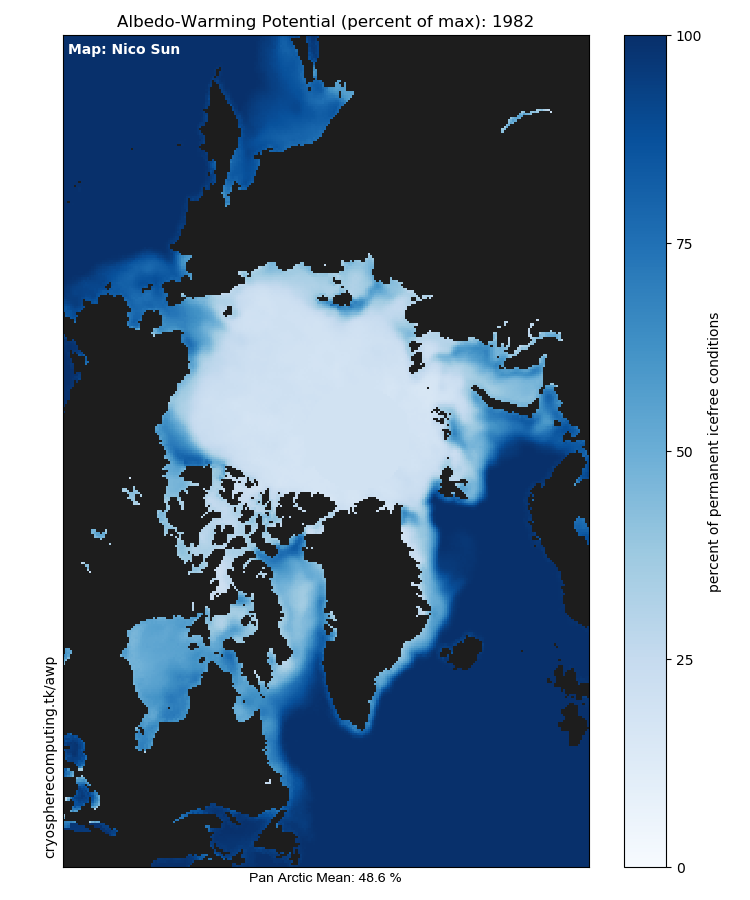 Albedo-Warming Potential (percent of max): 1982
Map: Nico Sun
100
75
50
25
0
percent of permanent icefree conditions
cryospherecomputing.tk/awp
Pan Arctic Mean: 48.6 %